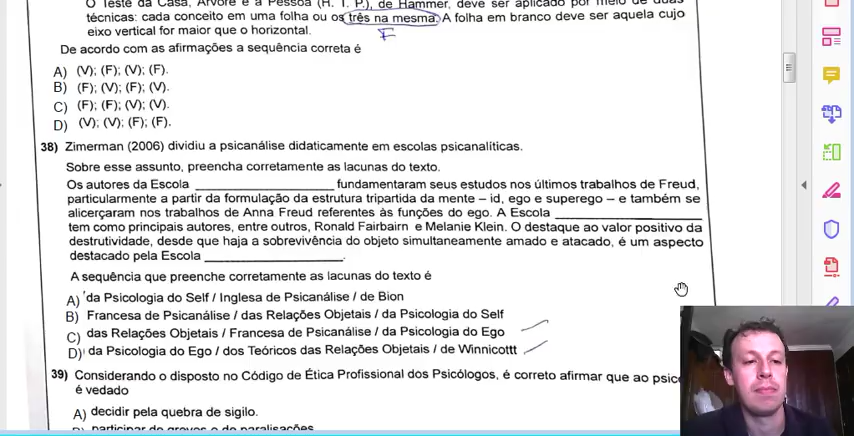 O Teste da Casa, Árvore e a Pessoa (H. T. P.), de Hammer, deve ser aplicado por meio de duas
técnicas: cada conceito em uma folha ou os três na mesma. A folha em branco deve ser aquela cujo
eixo vertical for maior que o horizontal.
F
De acordo com as afirmações a sequência correta é
A) (V); (F); (V); (F).
B) (F); (V); (F); (V).
C) (F); (F); (V); (V).
D) (V); (V); (F); (F).
38) Zimerman (2006) dividiu a psicanálise didaticamente em escolas psicanalíticas.
Sobre esse assunto, preencha corretamente as lacunas do texto.
Os autores da Escola ____________________ fundamentaram seus estudos nos últimos trabalhos de Freud,
particularmente a partir da formulação da estrutura tripartida da mente – id, ego e superego – e também se
alicerçaram nos trabalhos de Anna Freud referentes às funções do ego. A Escola ____________________
tem como principais autores, entre outros, Ronald Fairbairn e Melanie Klein. O destaque ao valor positivo da
destrutividade, desde que haja a sobrevivência do objeto simultaneamente amado e atacado, é um aspecto
destacado pela Escola ____________________.
A sequência que preenche corretamente as lacunas do texto é
A) da Psicologia do Self / Inglesa de Psicanálise / de Bion
B) Francesa de Psicanálise / das Relações Objetais / da Psicologia do Self
C) das Relações Objetais / Francesa de Psicanálise / da Psicologia do Ego
D) da Psicologia do Ego / dos Teóricos das Relações Objetais / de Winnicottt
39) Considerando o disposto no Código de Ética Profissional dos Psicólogos, é correto afirmar que ao psicó
é vedado
A) decidir pela quebra de sigilo.
participar de greves o de paralisações